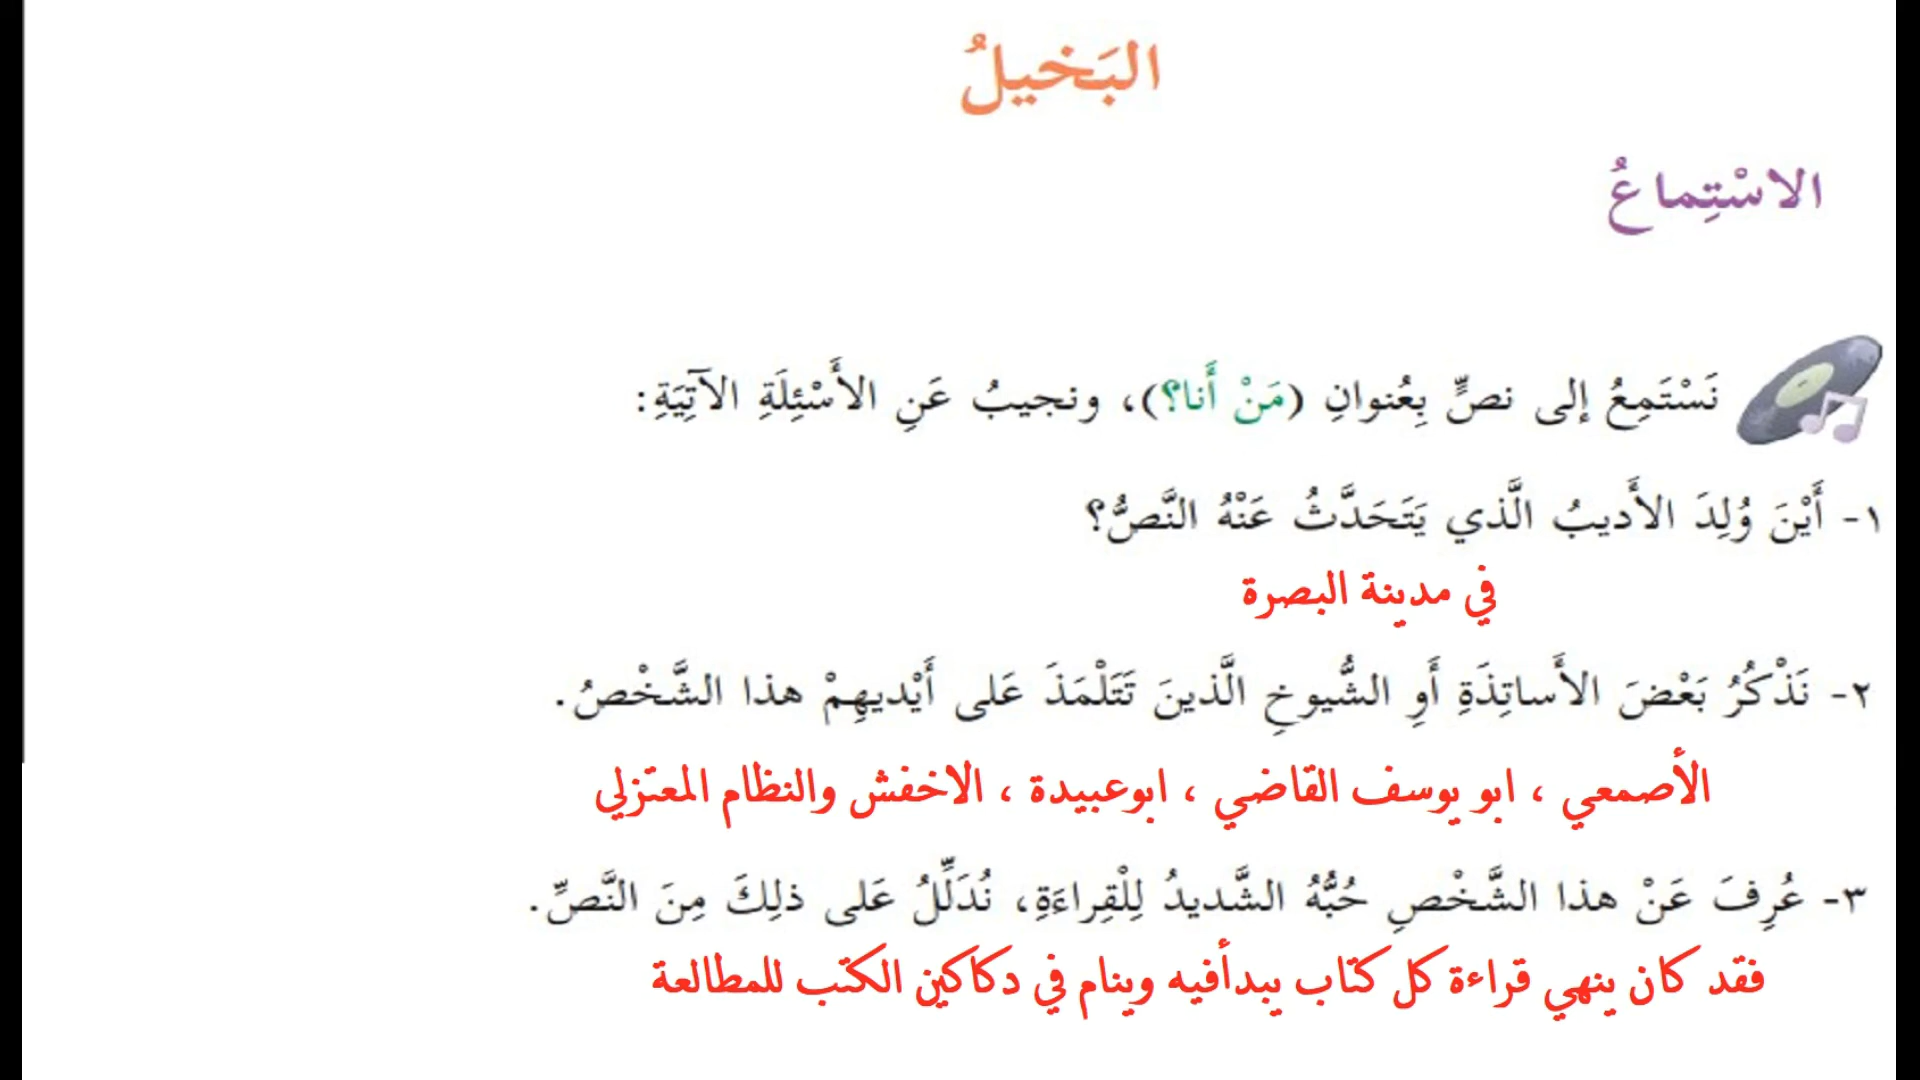 البَخيلُ
الاسْتِماعُ
نَسْتَمِعُ إلى نصٍّ بِعُنوانِ (مَنْ أَنا؟)، ونجيبُ عَنِ الأَسْئِلَةِ الآتِيَةِ:
١- أَيْنَ وُلِدَ الأَديبُ الَّذي يَتَحَدَّثُ عَنْهُ النَّصُّ؟
في مدينة البصرة
٢- نَذْكُرُ بَعْضَ الأَساتِذَةِ أَوِ الشُّيوخِ الَّذينَ تَتَلْمَذَ عَلى أَيْديهِمْ هذا الشَّخْصُ.
الأصمعي ، ابو يوسف القاضي ، ابوعبيدة ، الاخفش والنظام المعتزلي
٣- عُرِفَ عَنْ هذا الشَّخْصِ حُبُّهُ الشَّديدُ لِلْقِراءَةِ، نُدَلِّلُ عَلى ذلِكَ مِنَ النَّصِّ.
فقد كان ينهي قراءة كل كتاب يبدأفيه وينام في دكاكين الكتب للمطالعة